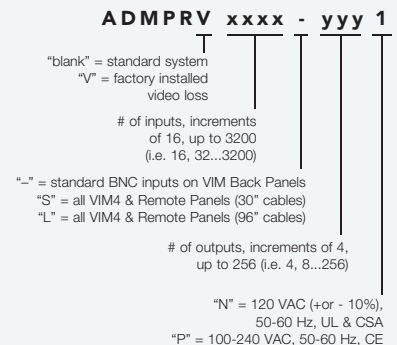 ADMPRV xxxx - yyy 1
“blank” = standard system
“V” = factory installed
video loss
# of inputs, increments
of 16, up to 3200
(i.e. 16, 32...3200)
“–” = standard BNC inputs on VIM Back Panels
“S” = all VIM4 & Remote Panels (30" cables)
“L” = all VIM4 & Remote Panels (96" cables)
# of outputs, increments of 4,
up to 256 (i.e. 4, 8...256)
“N” = 120 VAC (+or - 10%),
50-60 Hz, UL & CSA
“P” = 100-240 VAC, 50-60 Hz, CE